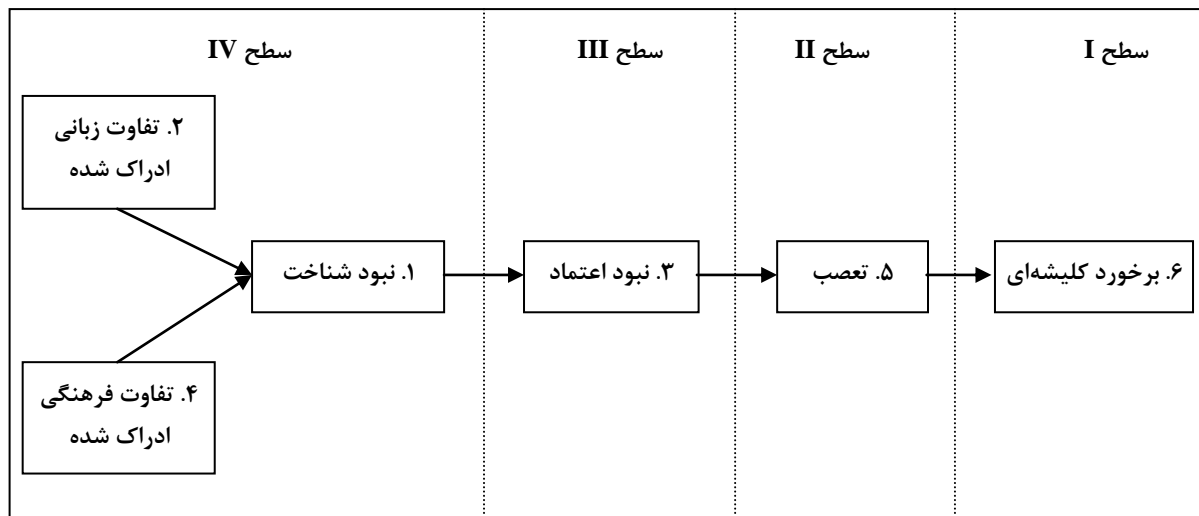 سطح I
سطح II
سطح III
سطح IV
۲. تفاوت زبانی
ادراک شده
۶. برخورد کلیشه‌ای
۵. تعصب
۳. نبود اعتماد
۱. نبود شناخت
۴. تفاوت فرهنگی
ادراک شده